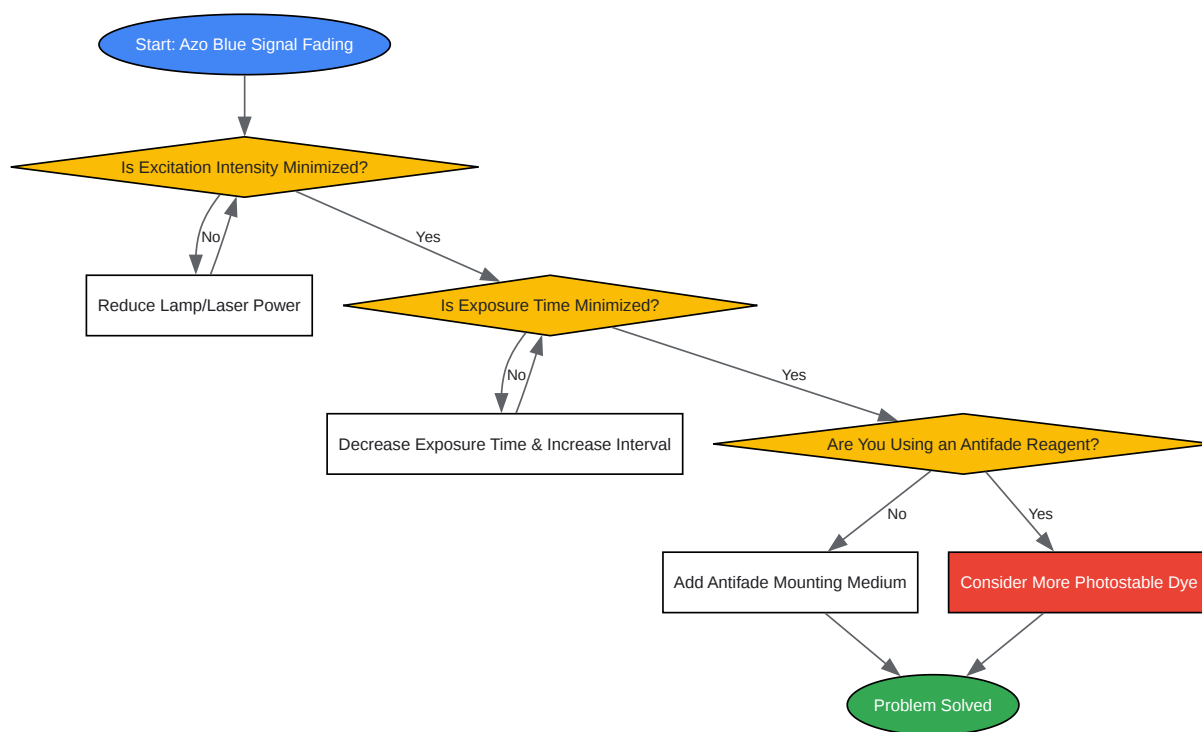 Start: Azo Blue Signal Fading
Is Excitation Intensity Minimized?
No
Yes
Reduce Lamp/Laser Power
Is Exposure Time Minimized?
No
Yes
Decrease Exposure Time & Increase Interval
Are You Using an Antifade Reagent?
No
Yes
Add Antifade Mounting Medium
Consider More Photostable Dye
Problem Solved